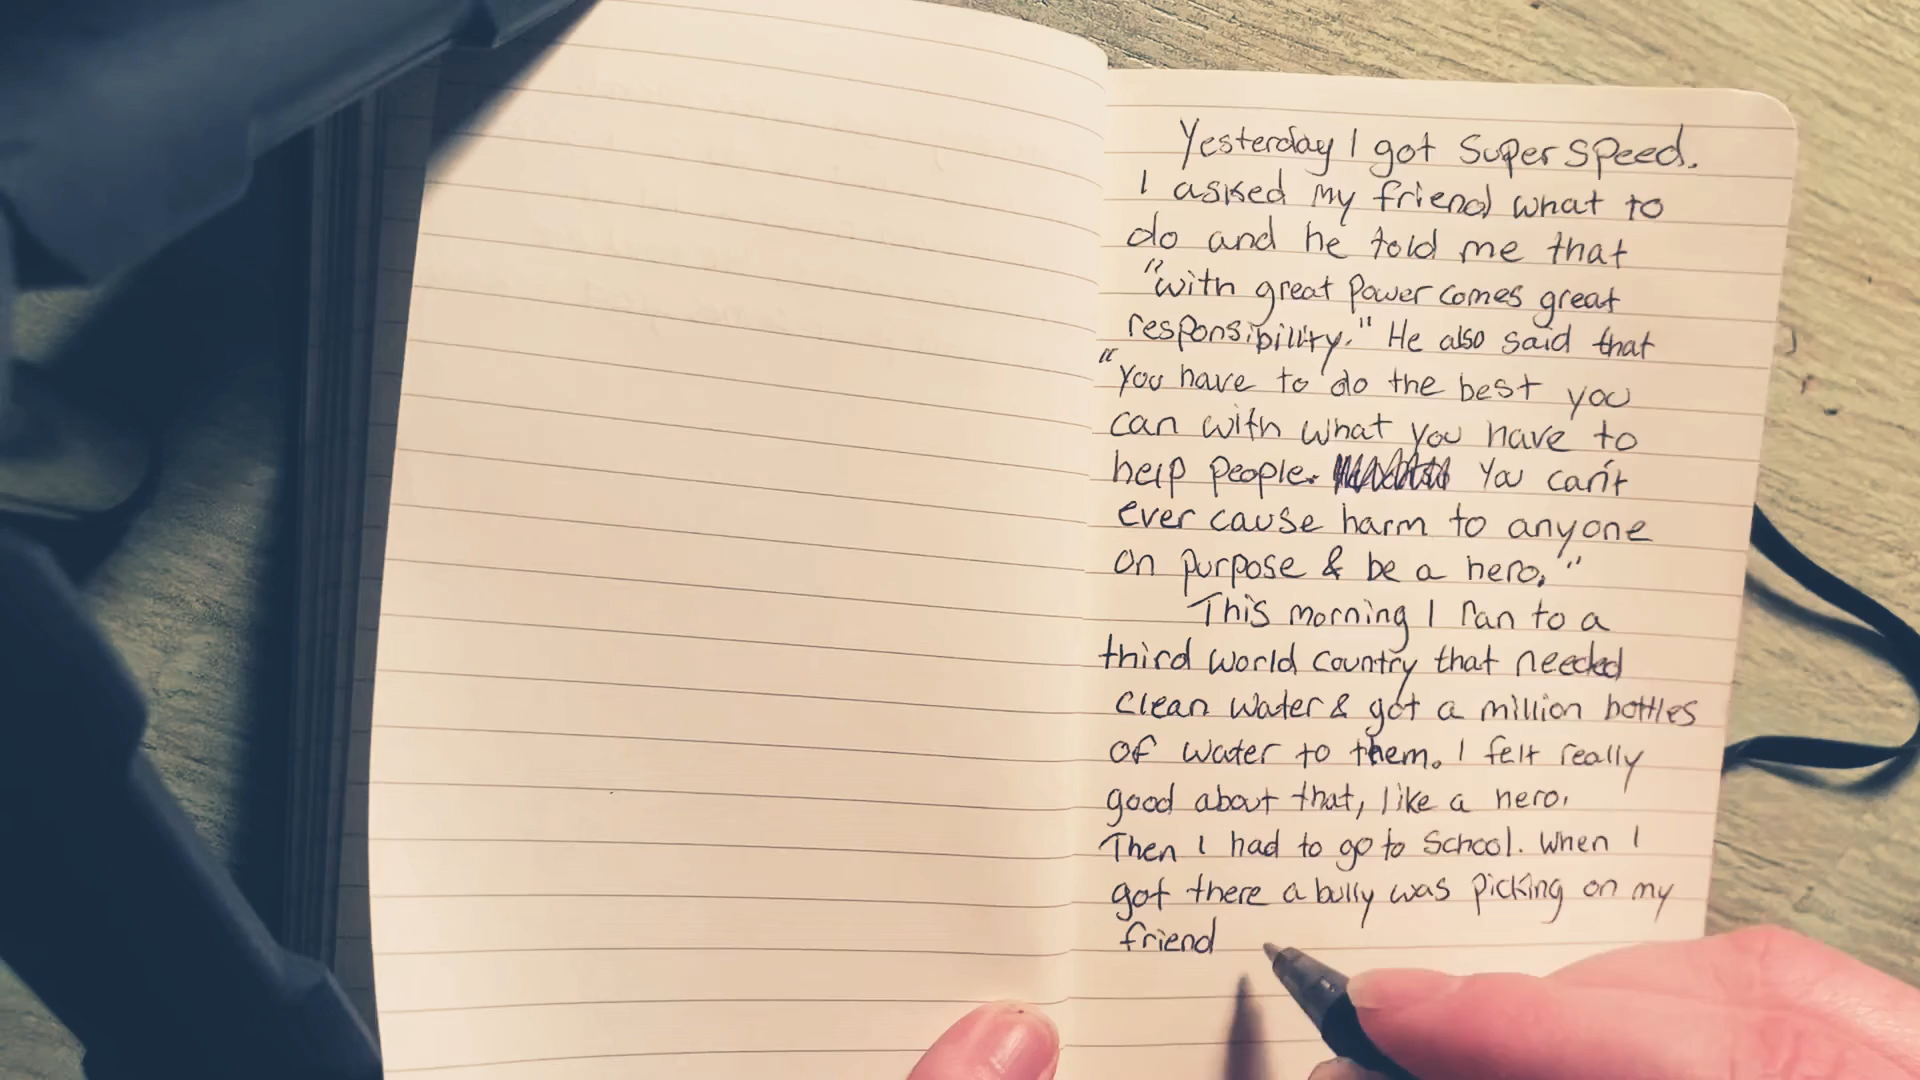 Yesterday I got Super Speed.
I asked my friend what to
do and he told me that
"with great power comes great
responsibility." He also said that
"You have to do the best you
can with what you have to
help people. You can't
ever cause harm to anyone
on purpose & be a hero."
This morning I ran to a
third world country that needed
clean water & got a million bottles
of water to them. I felt really
good about that, like a hero.
Then I had to go to School. When I
got there a bully was picking on my
friend